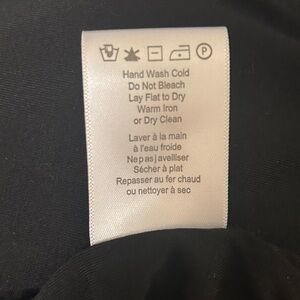 P
Hand Wash Cold
Do Not Bleach
Lay Flat to Dry
Warm Iron
or Dry Clean
Laver à la main
à l'eau froide
Ne pas javelliser
Sécher à plat
Repasser au fer chaud
ou nettoyer à sec